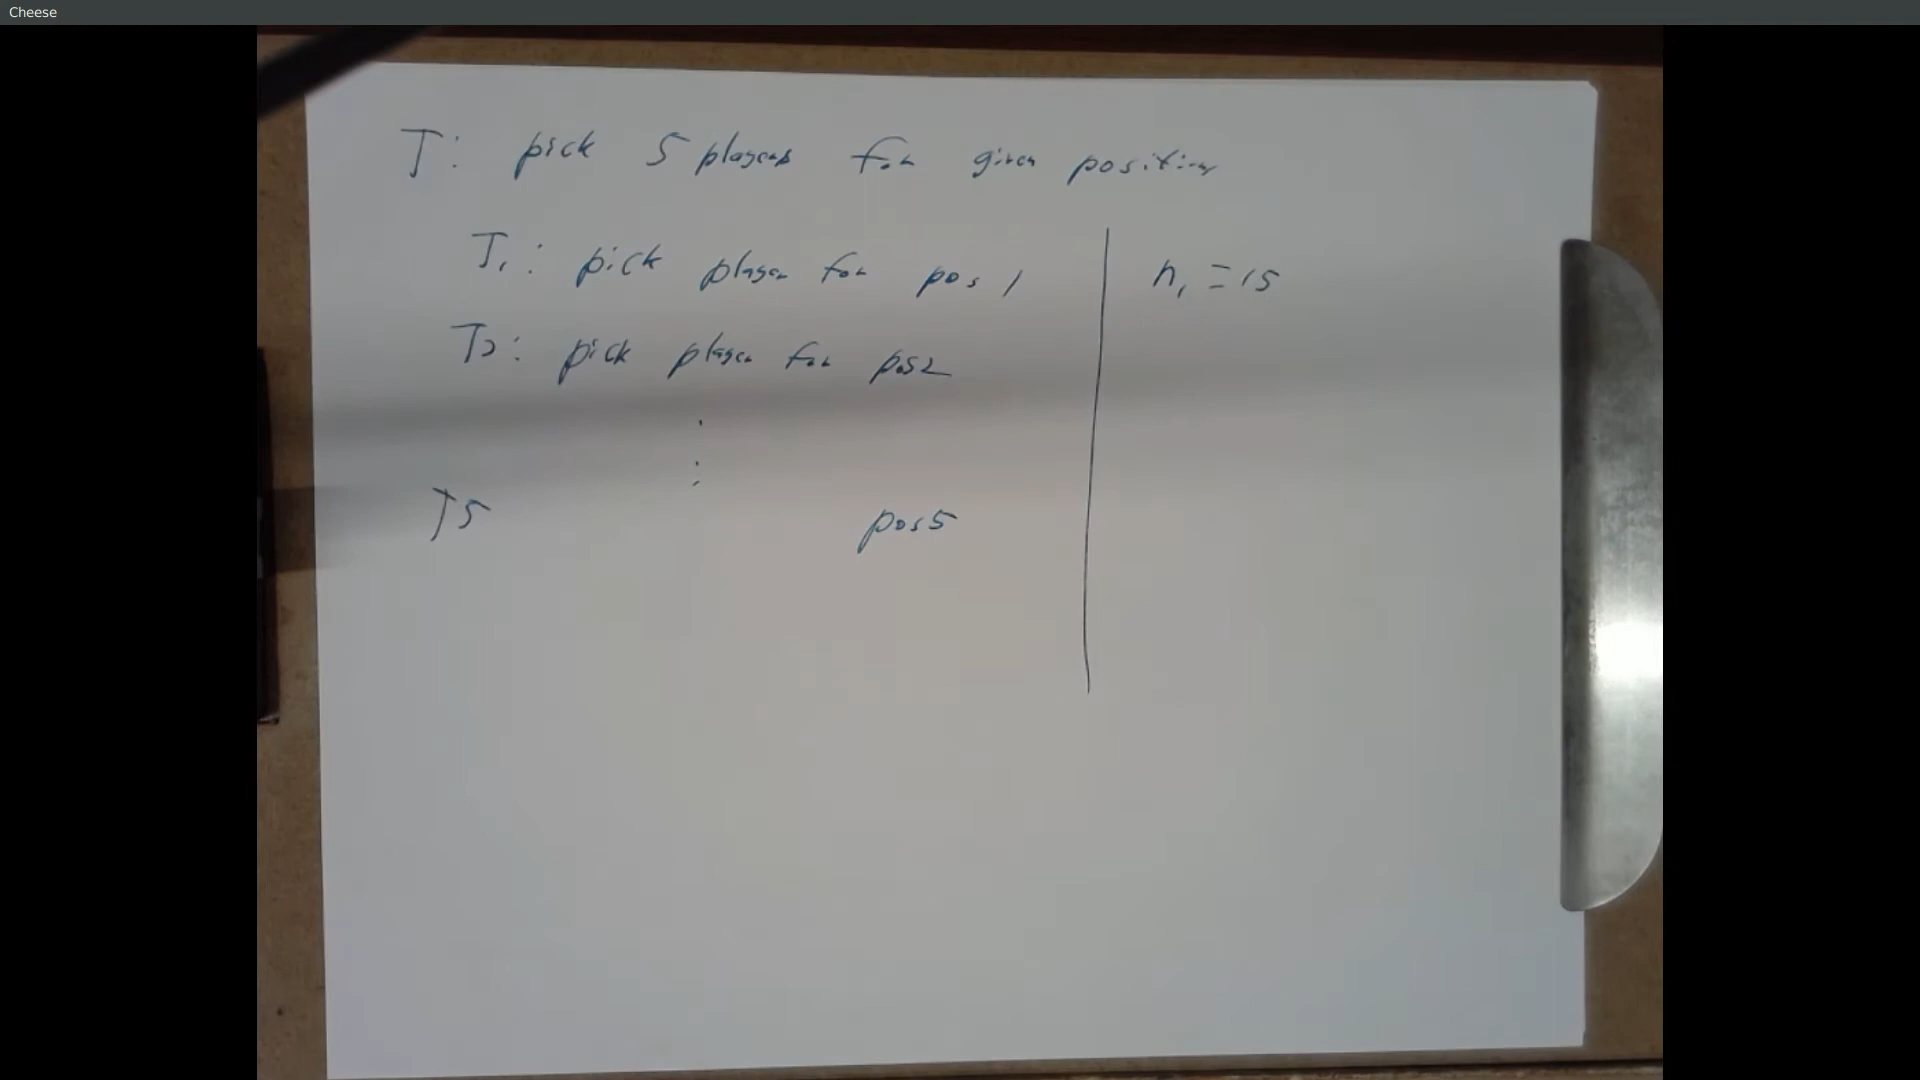 Cheese
T: pick 5 players for given positions
T1: pick player for pos 1
n1 = 15
T2: pick player for pos2
:
:
T5 pos5